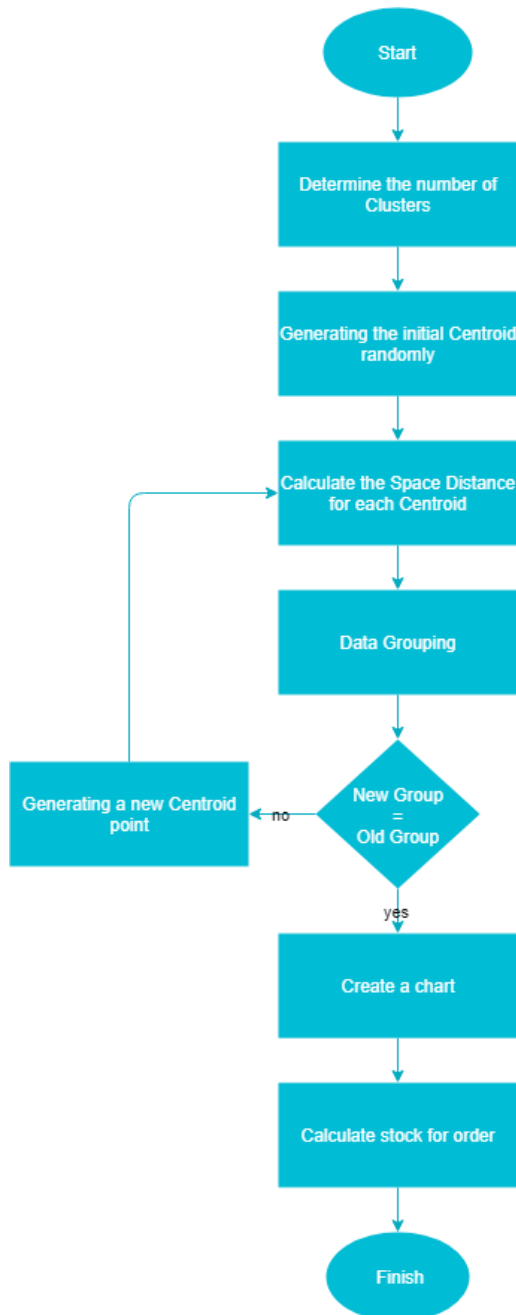 Start
Determine the number of
Clusters
Generating the initial Centroid
randomly
Calculate the Space Distance
for each Centroid
Data Grouping
New Group
=
Old Group
no
Generating a new Centroid
point
yes
Create a chart
Calculate stock for order
Finish